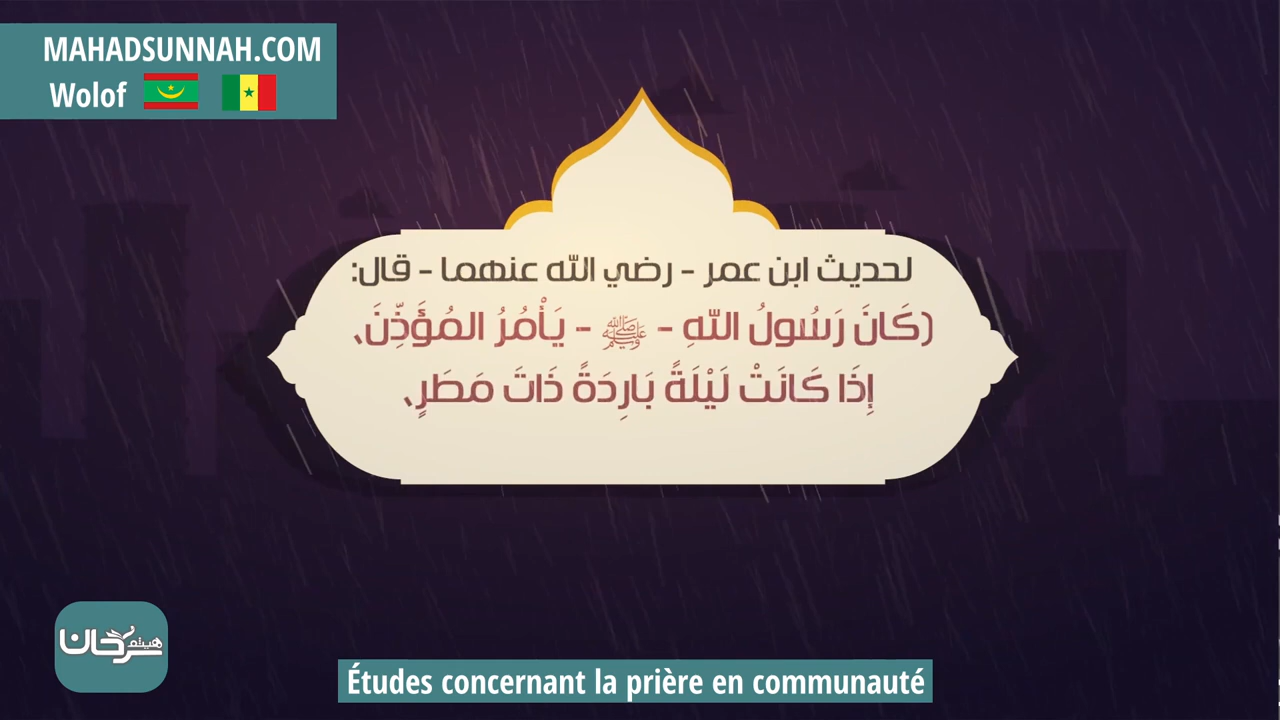 MAHADSUNNAH.COM
Wolof
لحديث ابن عمر - رضي الله عنهما - قال:
(كَانَ رَسُولُ اللهِ - ﷺ - يَأْمُرُ المُؤَذِّنَ،
إِذَا كَانَتْ لَيْلَةً بَارِدَةً ذَاتَ مَطَرٍ،
هيثم
سرحان
Études concernant la prière en communauté